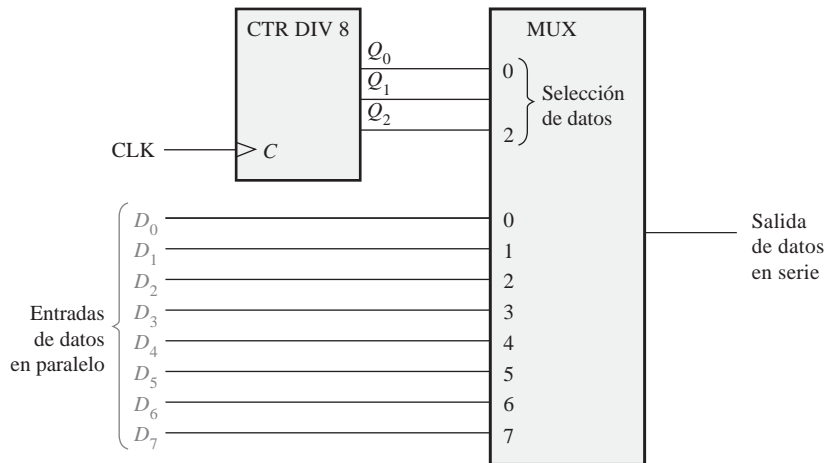 CTR DIV 8
MUX
Q0
Q1
Q2
0
2
Selección
de datos
CLK
C
D0
D1
D2
D3
D4
D5
D6
D7
0
1
2
3
4
5
6
7
Entradas
de datos
en paralelo
Salida
de datos
en serie